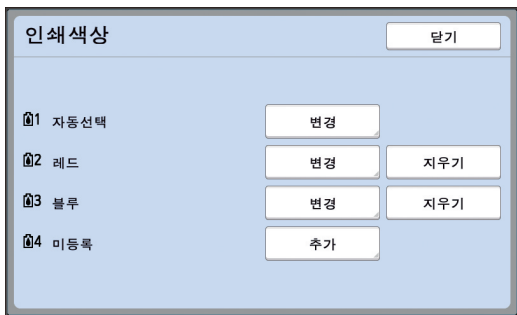 인쇄색상 닫기
1 자동선택 변경
2 레드 변경 지우기
3 블루 변경 지우기
4 미등록 추가